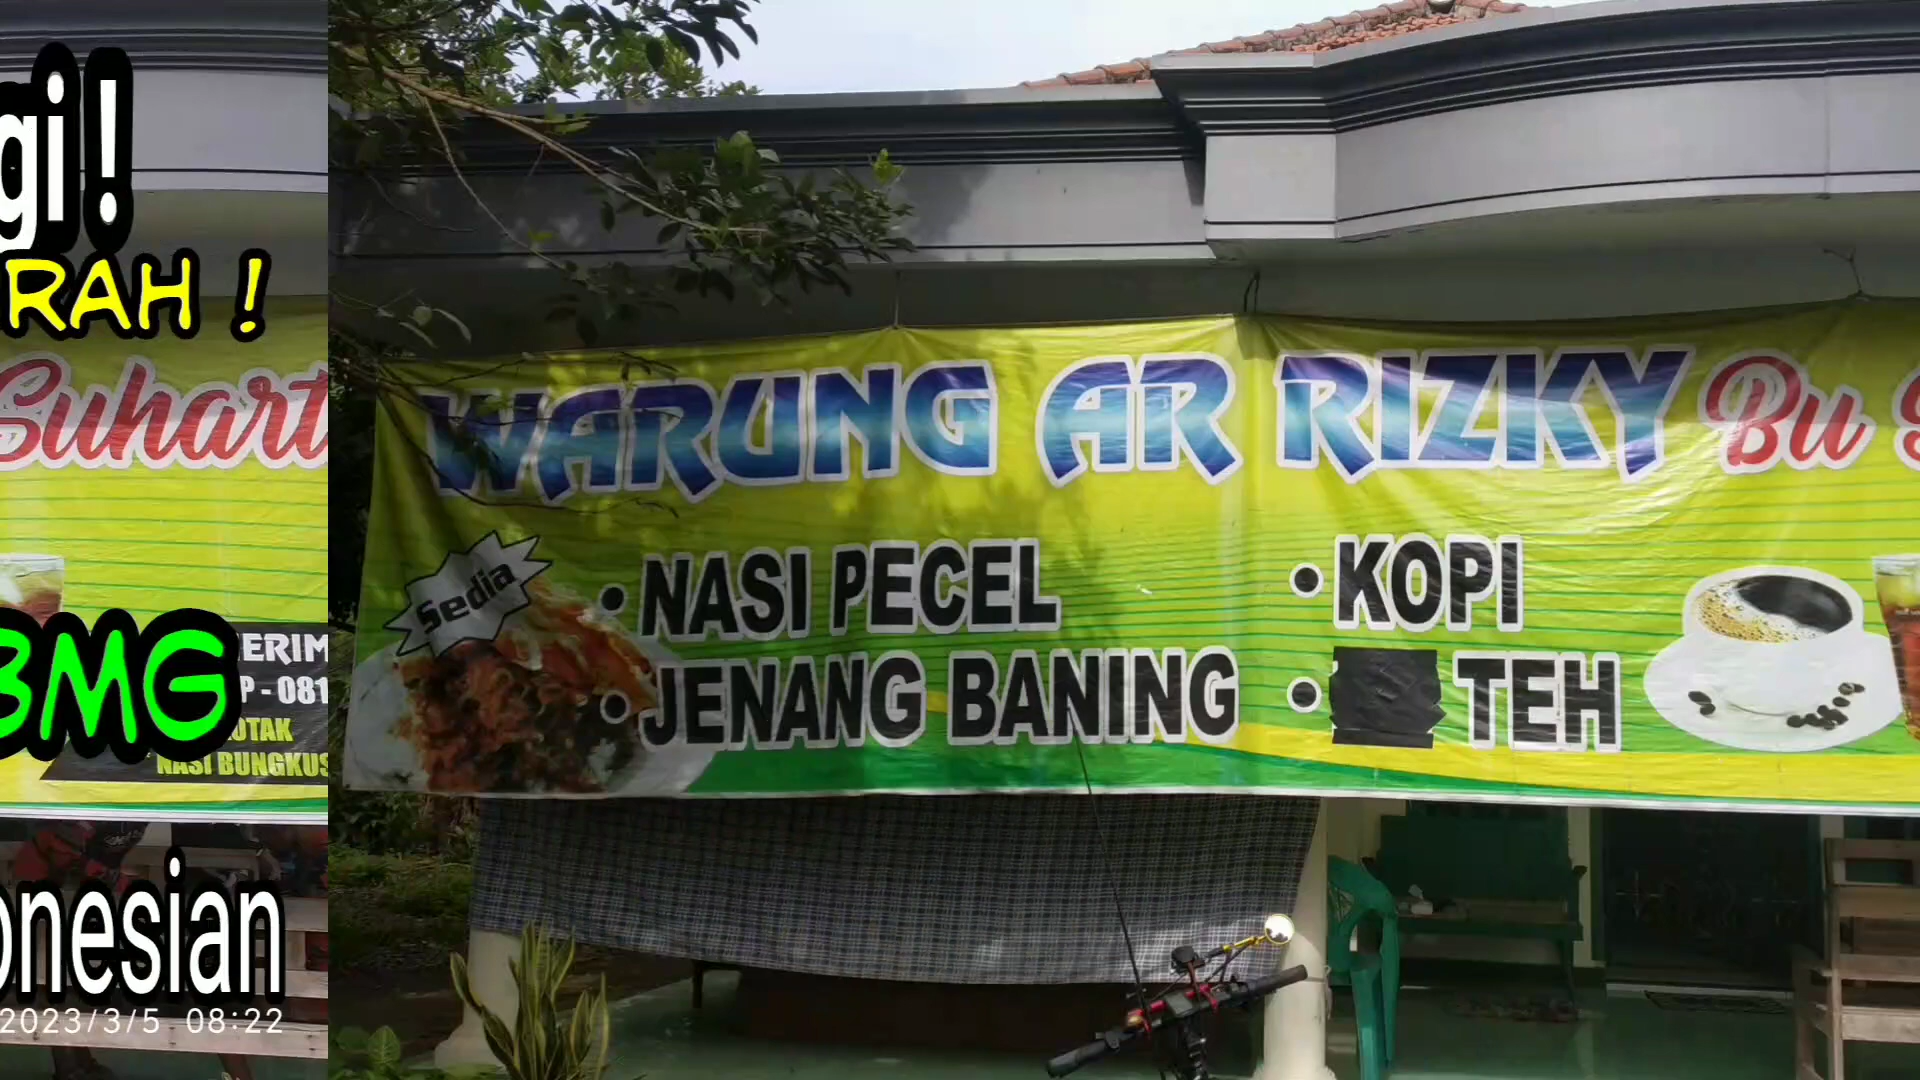 gi!
RAH !
Suhart
3MG
ERIM
P - 081
OTAK
NASI BUNGKUS
onesian
2023/3/5 08:22
WARUNG AR RIZKY Bu
Sedia
• NASI PECEL
• JENANG BANING
• KOPI
• TEH